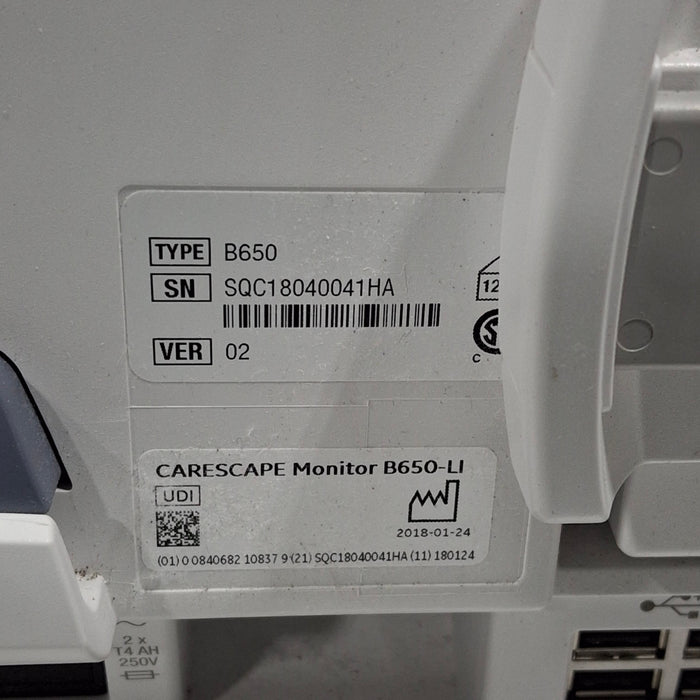 TYPE B650
SN SQC18040041HA
12
VER 02
C
CARESCAPE Monitor B650-LI
UDI
2018-01-24
(01) 0 0840682 10837 9 (21) SQC18040041HA (11) 180124
2 x
T4 AH
250V